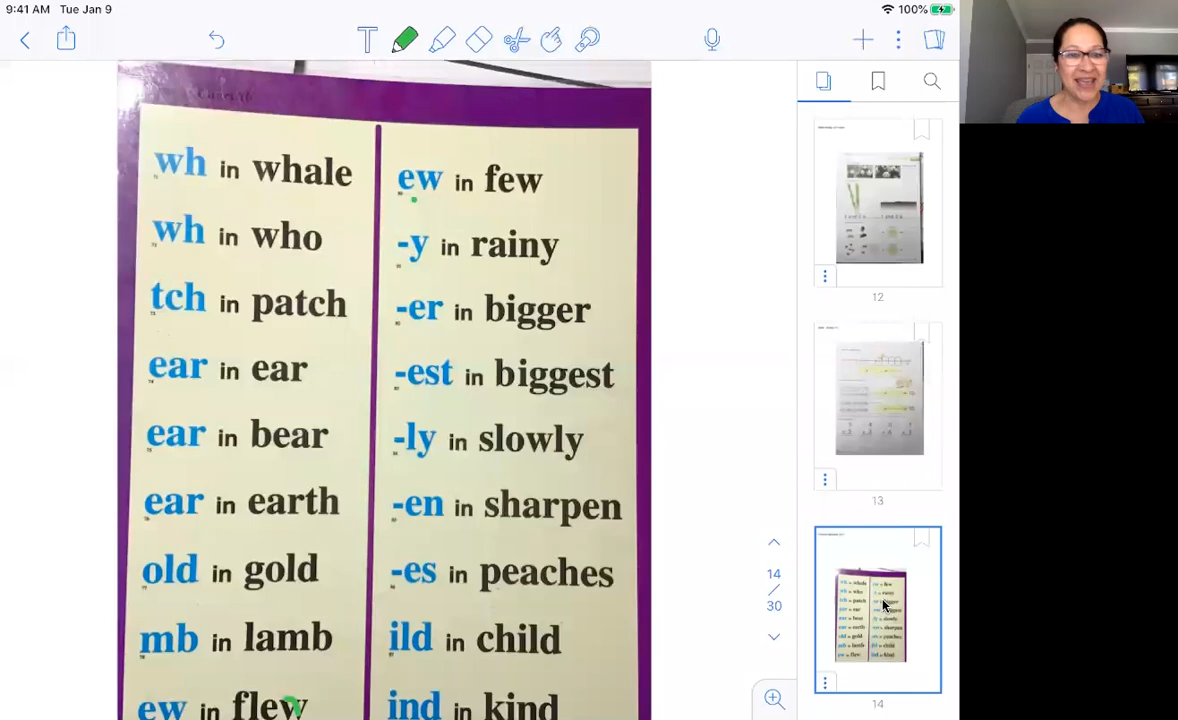 9:41 AM Tue Jan 9
100%
wh in whale
wh in who
tch in patch
ear in ear
ear in bear
ear in earth
old in gold
mb in lamb
ew in flew
ew in few
-y in rainy
-er in bigger
-est in biggest
-ly in slowly
-en in sharpen
-es in peaches
ild in child
ind in kind
12
13
14
/
30
14